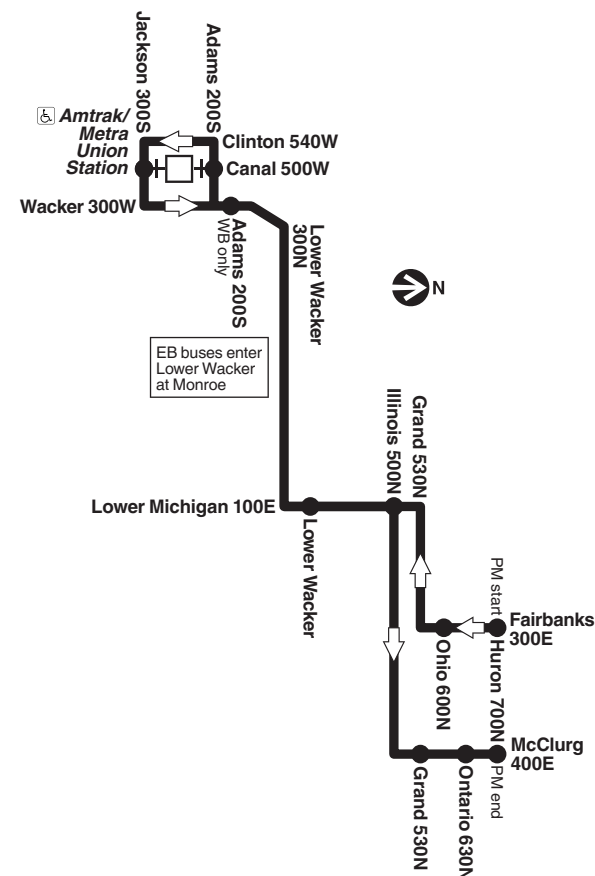 Jackson 300S
Adams 200S
Amtrak/
Metra
Union
Station
Clinton 540W
Canal 500W
Wacker 300W
Adams 200S
WB only
Lower Wacker
300N
N
EB buses enter
Lower Wacker
at Monroe
Illinois 500N
Grand 530N
Lower Michigan 100E
Lower Wacker
PM start
Fairbanks
300E
Ohio 600N
Huron 700N
McClurg
400E
PM end
Grand 530N
Ontario 630N